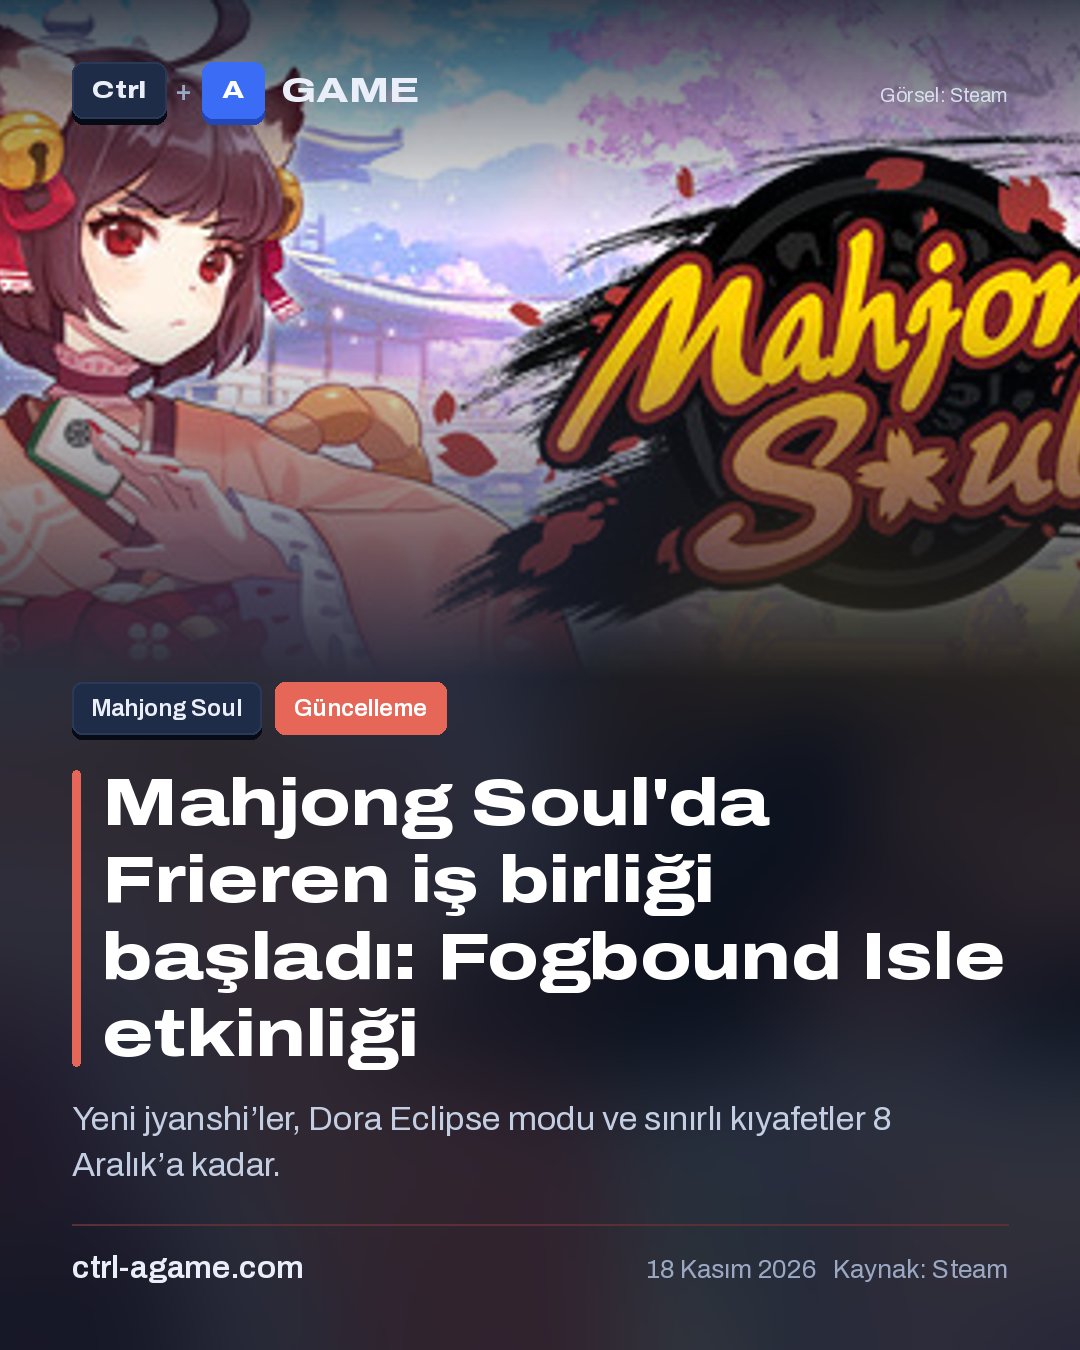 Ctrl + A GAME
Görsel: Steam
Mahjon
Soul
Mahjong Soul
Güncelleme
Mahjong Soul'da
Frieren iş birliği
başladı: Fogbound Isle
etkinliği
Yeni jyanshi’ler, Dora Eclipse modu ve sınırlı kıyafetler 8
Aralık’a kadar.
ctrl-agame.com
18 Kasım 2026 Kaynak: Steam